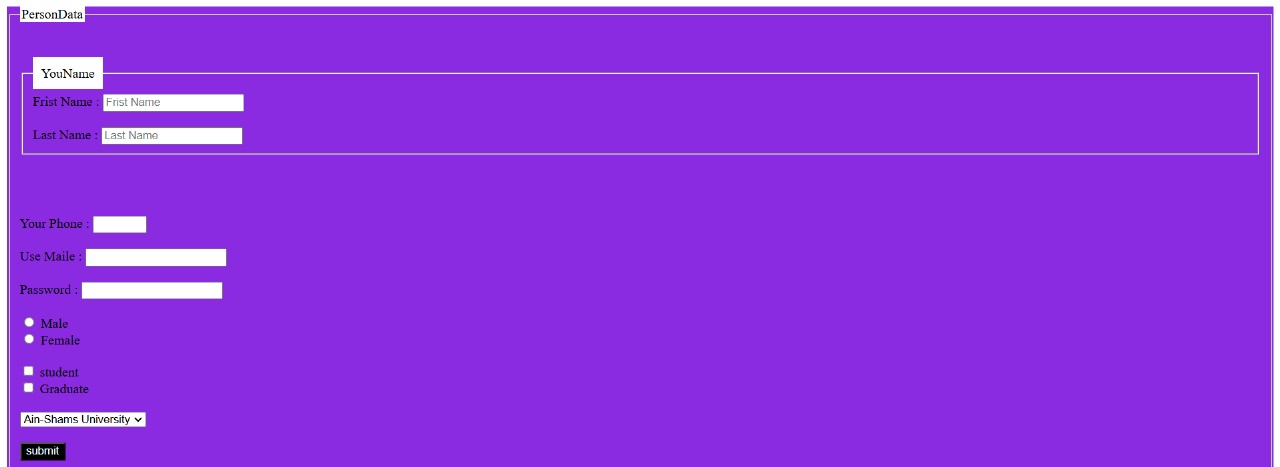 PersonData
YouName
Frist Name : Frist Name
Last Name : Last Name
Your Phone :
Use Maile :
Password :
Male
Female
student
Graduate
Ain-Shams University
submit